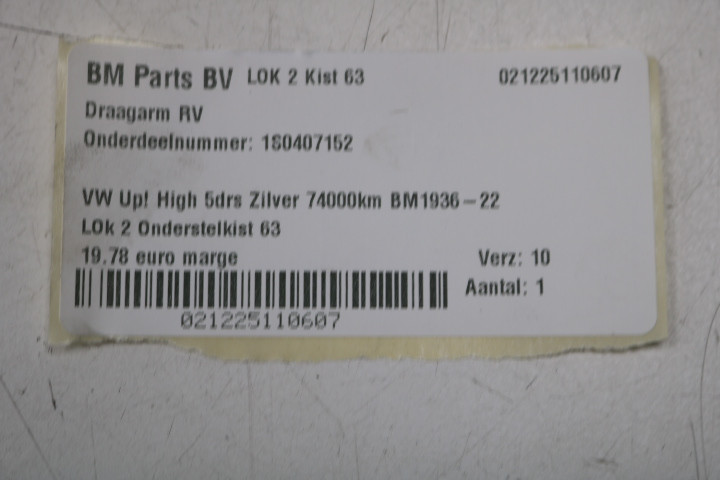 BM Parts BV LOK 2 Kist 63 021225110607
Draagarm RV
Onderdeelnummer: 1S0407152
VW Up! High 5drs Zilver 74000km BM1936-22
LOk 2 Onderstelkist 63
19.78 euro marge Verz: 10
Aantal: 1
021225110607